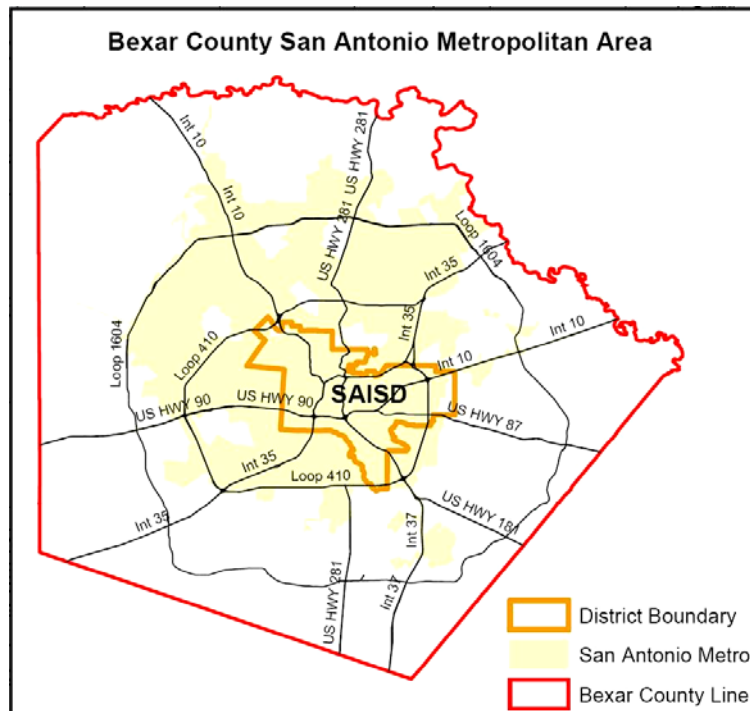 Bexar County San Antonio Metropolitan Area
Int 10
US HWY 281
Int 10
US HWY 281
Loop 1604
Int 35
Loop 1604
Loop 410
Int 35
Int 10
Int 10
SAISD
US HWY 90
US HWY 90
US HWY 87
Int 35
Loop 410
Int 35
Int 37
US HWY 181
US HWY 281
Int 37
District Boundary
San Antonio Metro
Bexar County Line